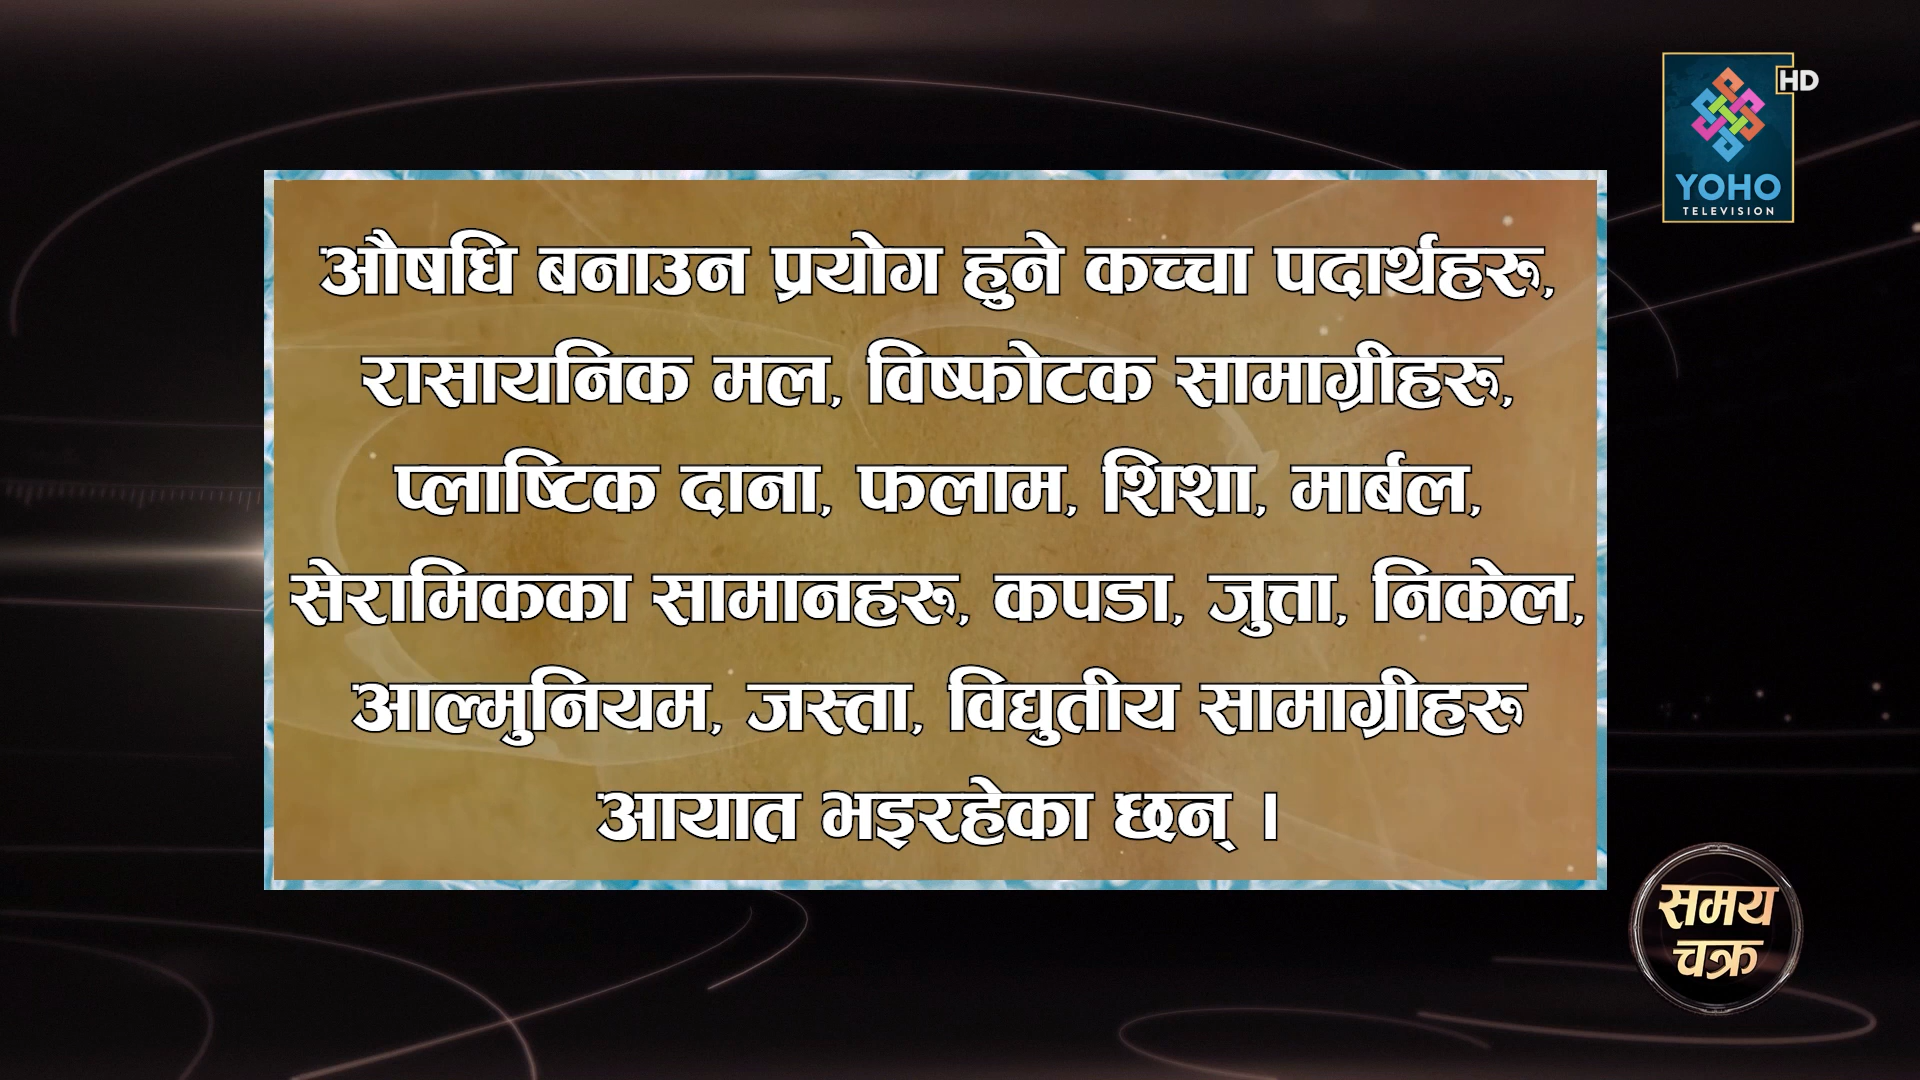 HD
YOHO
TELEVISION
औषधि बनाउन प्रयोग हुने कच्चा पदार्थहरु,
रासायनिक मल, विष्फोटक सामाग्रीहरु,
प्लाष्टिक दाना, फलाम, शिशा, मार्बल,
सेरामिकका सामानहरु, कपडा, जुत्ता, निकेल,
आल्मुनियम, जस्ता, विद्युतीय सामाग्रीहरु
आयात भइरहेका छन् ।
समय
चक्र